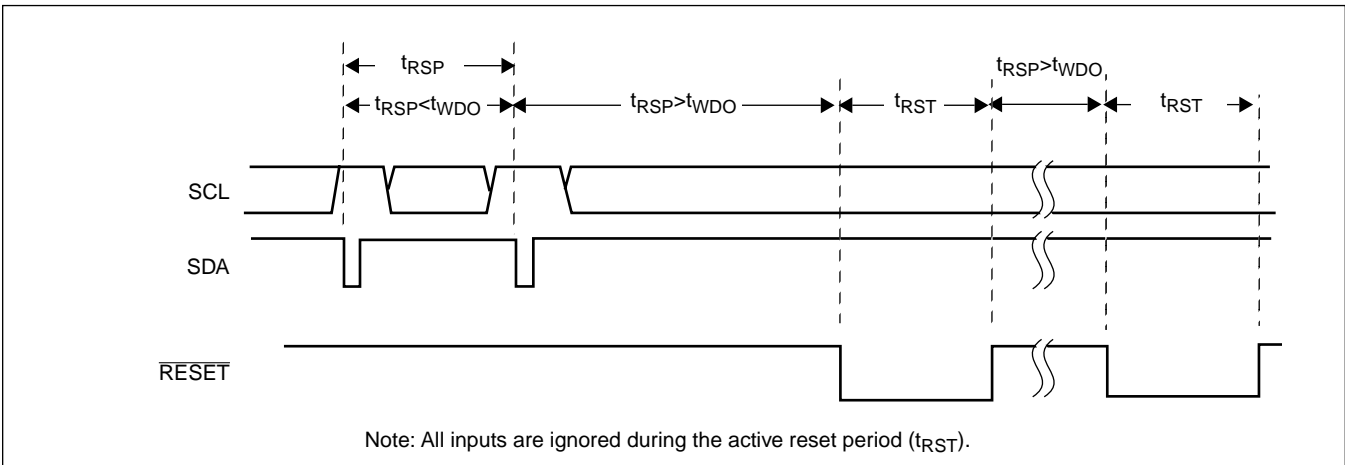 tRSP
tRSP<tWDO
tRSP>tWDO
tRST
tRSP>tWDO
tRST
SCL
SDA
RESET
Note: All inputs are ignored during the active reset period (tRST).